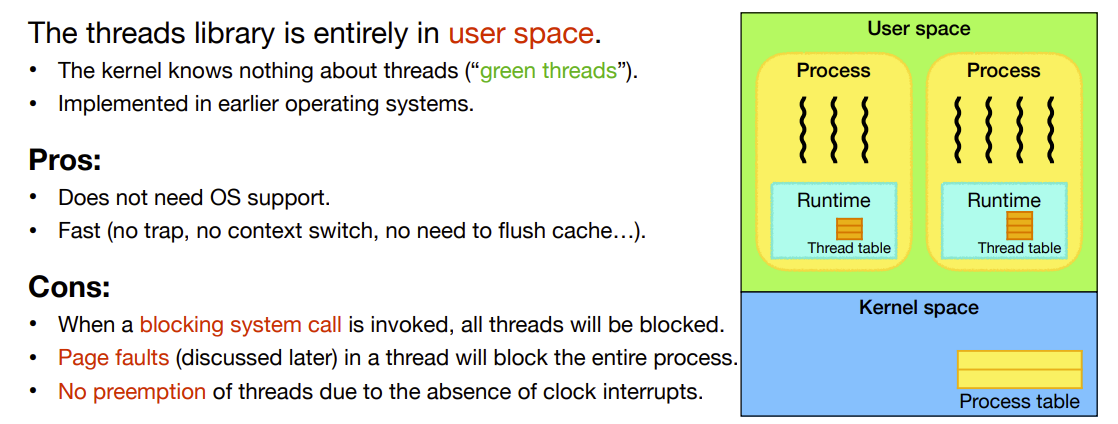 The threads library is entirely in user space.
• The kernel knows nothing about threads (“green threads”).
• Implemented in earlier operating systems.
Pros:
• Does not need OS support.
• Fast (no trap, no context switch, no need to flush cache…).
Cons:
• When a blocking system call is invoked, all threads will be blocked.
• Page faults (discussed later) in a thread will block the entire process.
• No preemption of threads due to the absence of clock interrupts.
User space
Process
Runtime
Thread table
Process
Runtime
Thread table
Kernel space
Process table